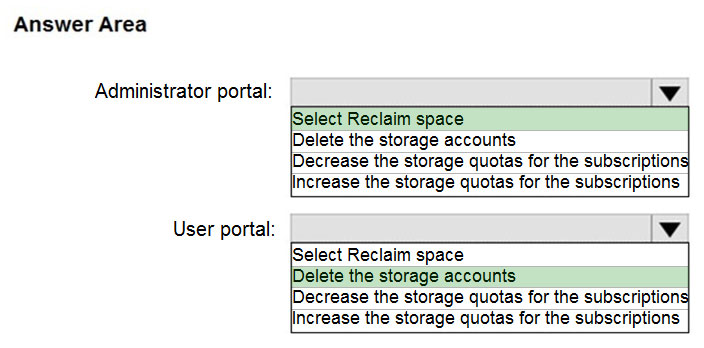 Answer Area
Administrator portal:
Select Reclaim space
Delete the storage accounts
Decrease the storage quotas for the subscriptions
Increase the storage quotas for the subscriptions
User portal:
Select Reclaim space
Delete the storage accounts
Decrease the storage quotas for the subscriptions
Increase the storage quotas for the subscriptions